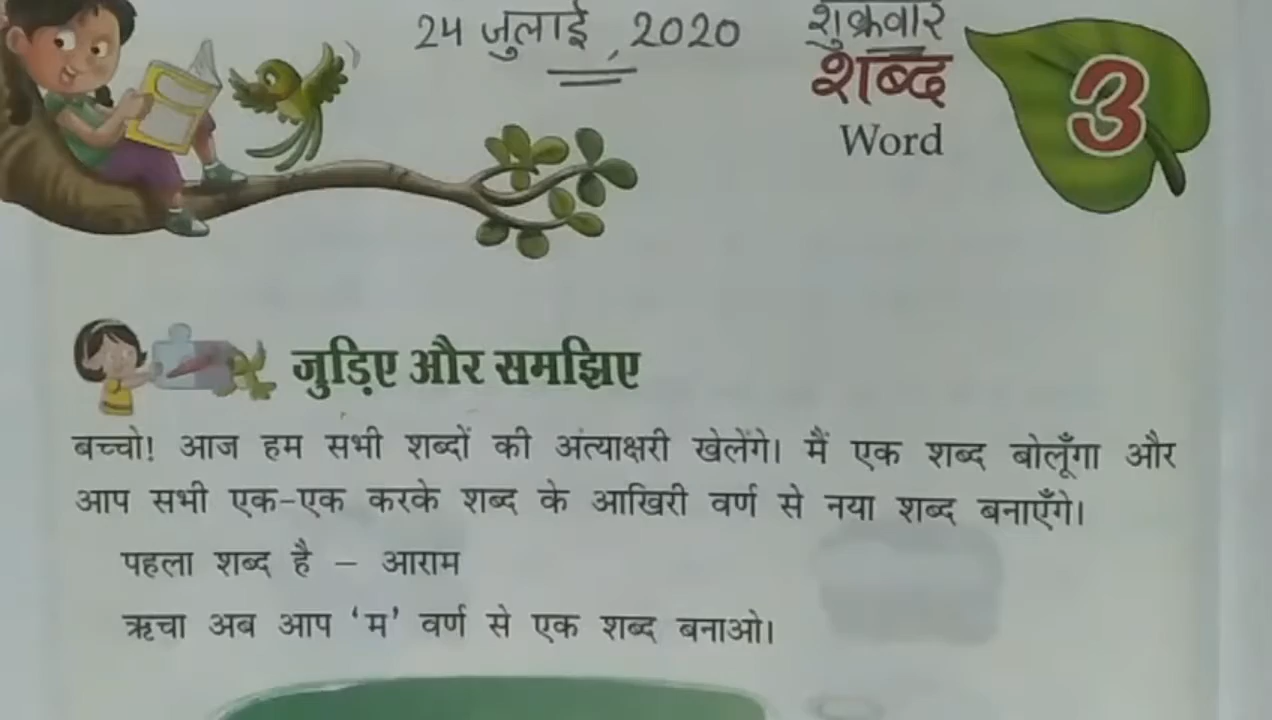 24 जुलाई, 2020 शुक्रवार
शब्द
Word
3
जुड़िए और समझिए
बच्चो! आज हम सभी शब्दों की अंत्याक्षरी खेलेंगे। मैं एक शब्द बोलूँगा और
आप सभी एक-एक करके शब्द के आखिरी वर्ण से नया शब्द बनाएँगे।
पहला शब्द है – आराम
ऋचा अब आप ‘म’ वर्ण से एक शब्द बनाओ।